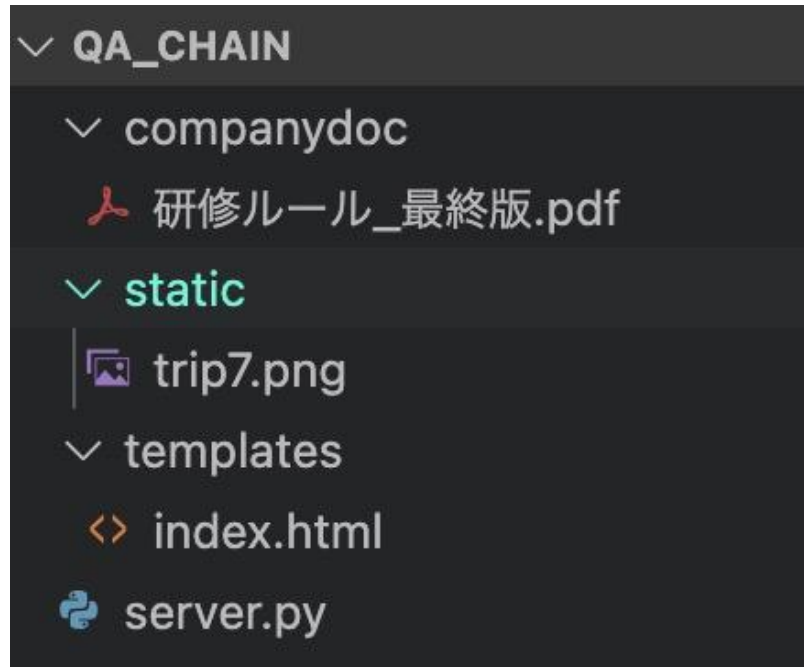 QA_CHAIN
companydoc
研修ルール_最終版.pdf
static
trip7.png
templates
index.html
server.py